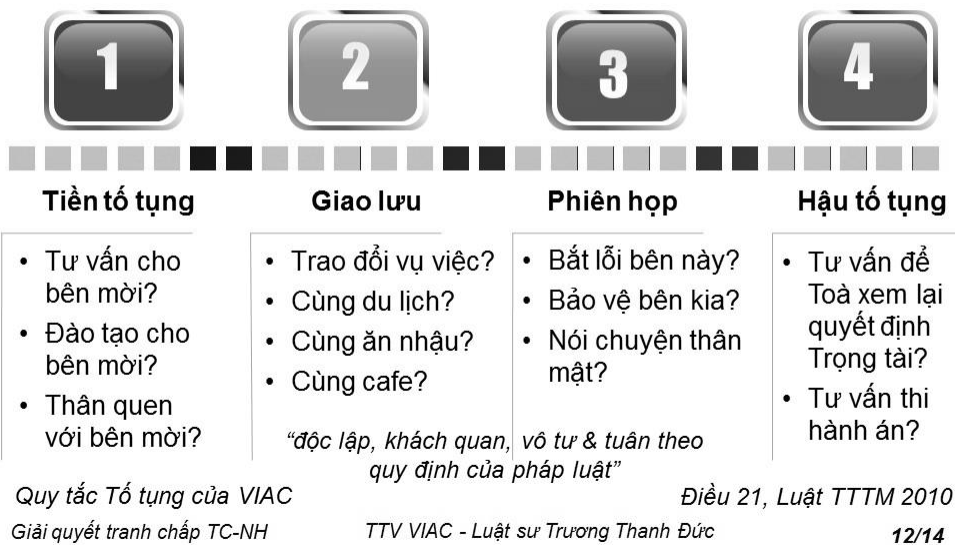 1
2
3
4
Tiền tố tụng
• Tư vấn cho
bên mời?
• Đào tạo cho
bên mời?
• Thân quen
với bên mời?
Giao lưu
• Trao đổi vụ việc?
• Cùng du lịch?
• Cùng ăn nhậu?
• Cùng cafe?
Phiên họp
• Bắt lỗi bên này?
• Bảo vệ bên kia?
• Nói chuyện thân
mật?
Hậu tố tụng
• Tư vấn để
Toà xem lại
quyết định
Trọng tài?
• Tư vấn thi
hành án?
“độc lập, khách quan, vô tư & tuân theo
quy định của pháp luật”
Quy tắc Tố tụng của VIAC
Điều 21, Luật TTTM 2010
Giải quyết tranh chấp TC-NH
TTV VIAC - Luật sư Trương Thanh Đức
12/14